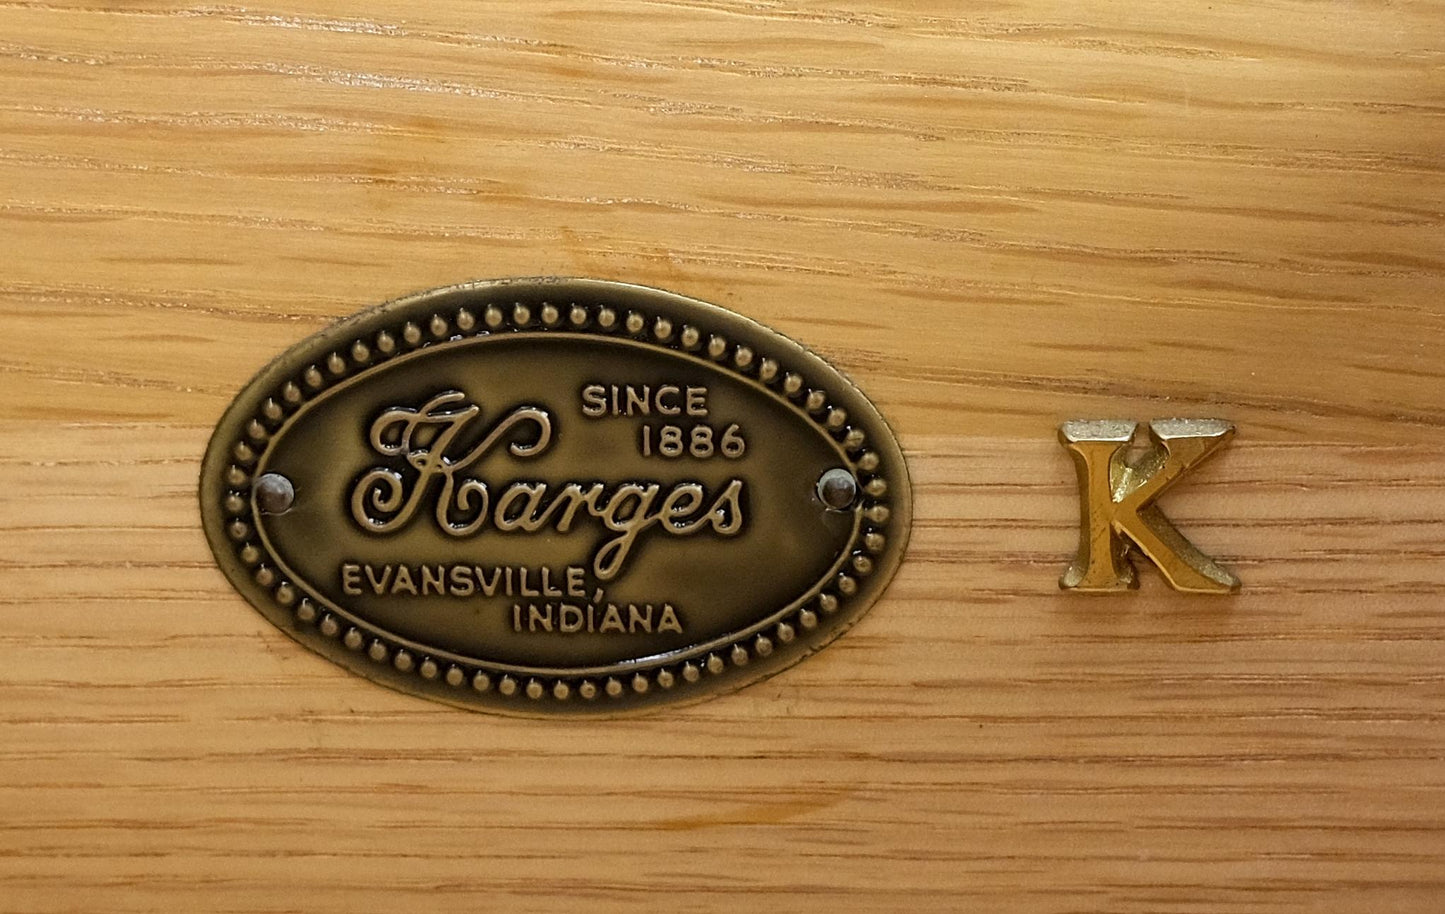 SINCE
1886
Karges
EVANSVILLE,
INDIANA
K